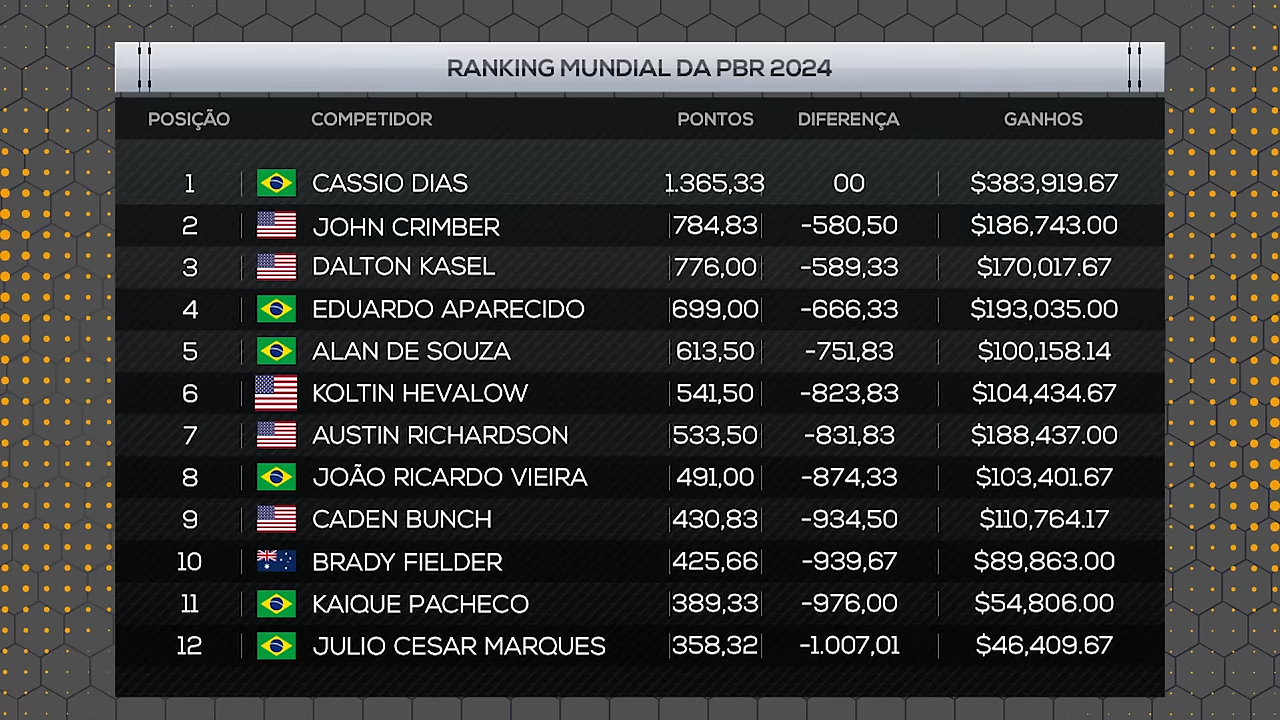 RANKING MUNDIAL DA PBR 2024
POSIÇÃO COMPETIDOR PONTOS DIFERENÇA GANHOS
1 CASSIO DIAS 1.365,33 00 $383,919.67
2 JOHN CRIMBER 784,83 -580,50 $186,743.00
3 DALTON KASEL 776,00 -589,33 $170,017.67
4 EDUARDO APARECIDO 699,00 -666,33 $193,035.00
5 ALAN DE SOUZA 613,50 -751,83 $100,158.14
6 KOLTIN HEVALOW 541,50 -823,83 $104,434.67
7 AUSTIN RICHARDSON 533,50 -831,83 $188,437.00
8 JOÃO RICARDO VIEIRA 491,00 -874,33 $103,401.67
9 CADEN BUNCH 430,83 -934,50 $110,764.17
10 BRADY FIELDER 425,66 -939,67 $89,863.00
11 KAIQUE PACHECO 389,33 -976,00 $54,806.00
12 JULIO CESAR MARQUES 358,32 -1.007,01 $46,409.67